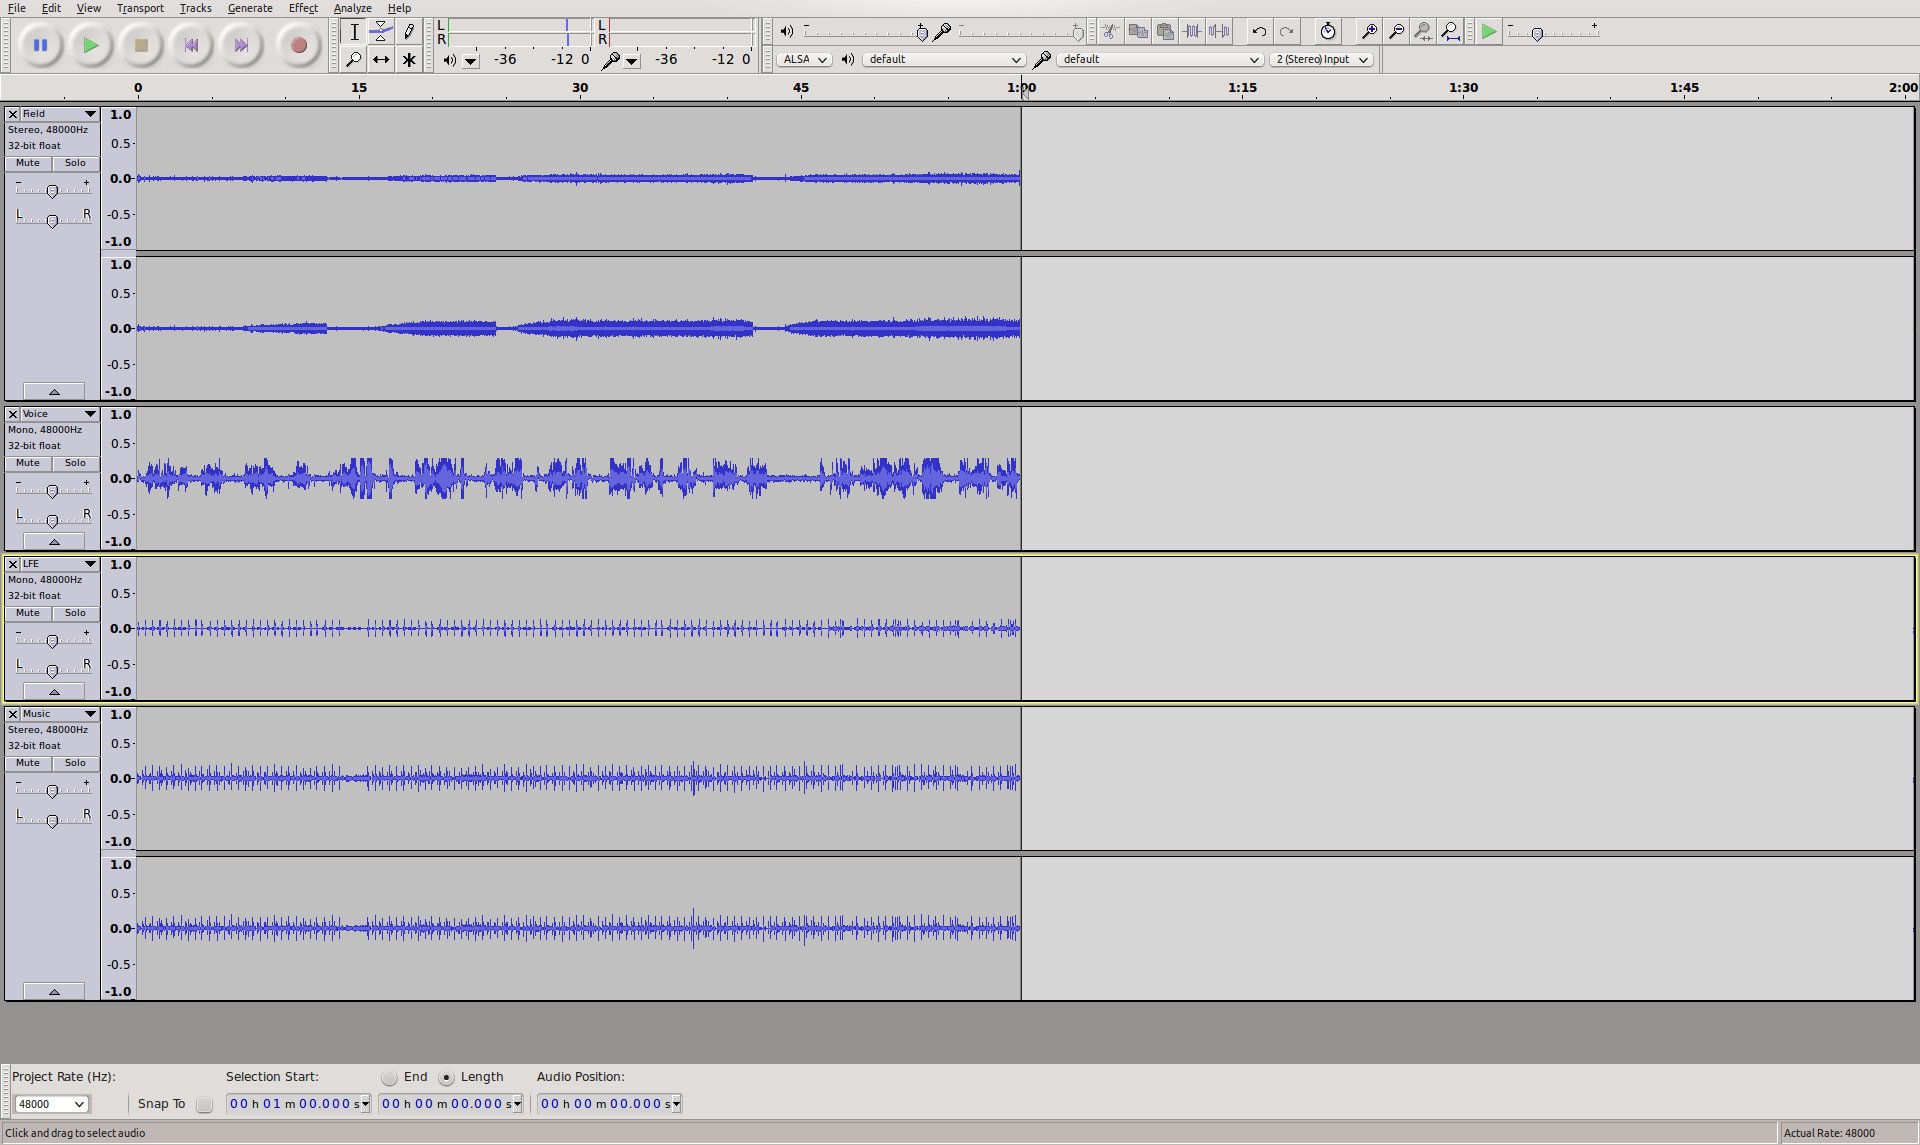 File Edit View Transport Tracks Generate Effect Analyze Help
L
R
-36 -12 0
L
R
-36 -12 0
ALSA default default 2 (Stereo) Input
0 15 30 45 1:00 1:15 1:30 1:45 2:00
Field
Stereo, 48000Hz
32-bit float
Mute Solo
- +
L R
1.0
0.5
0.0
-0.5
-1.0
1.0
0.5
0.0
-0.5
-1.0
Voice
Mono, 48000Hz
32-bit float
Mute Solo
- +
L R
1.0
0.5
0.0
-0.5
-1.0
LFE
Mono, 48000Hz
32-bit float
Mute Solo
- +
L R
1.0
0.5
0.0
-0.5
-1.0
Music
Stereo, 48000Hz
32-bit float
Mute Solo
- +
L R
1.0
0.5
0.0
-0.5
-1.0
1.0
0.5
0.0
-0.5
-1.0
Project Rate (Hz): Selection Start: End Length Audio Position:
48000 Snap To 00 h 01 m 00.000 s 00 h 00 m 00.000 s 00 h 00 m 00.000 s
Click and drag to select audio Actual Rate: 48000